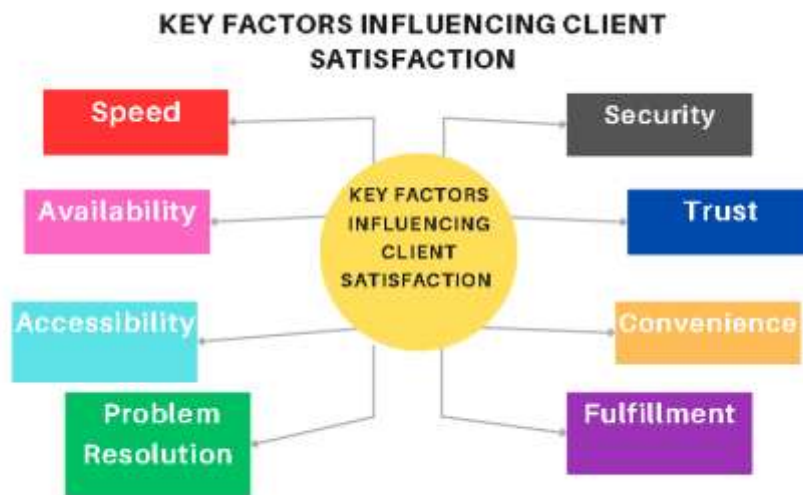 KEY FACTORS INFLUENCING CLIENT
SATISFACTION
Speed
Security
Availability
KEY FACTORS
INFLUENCING
CLIENT
SATISFACTION
Trust
Accessibility
Convenience
Problem
Resolution
Fulfillment